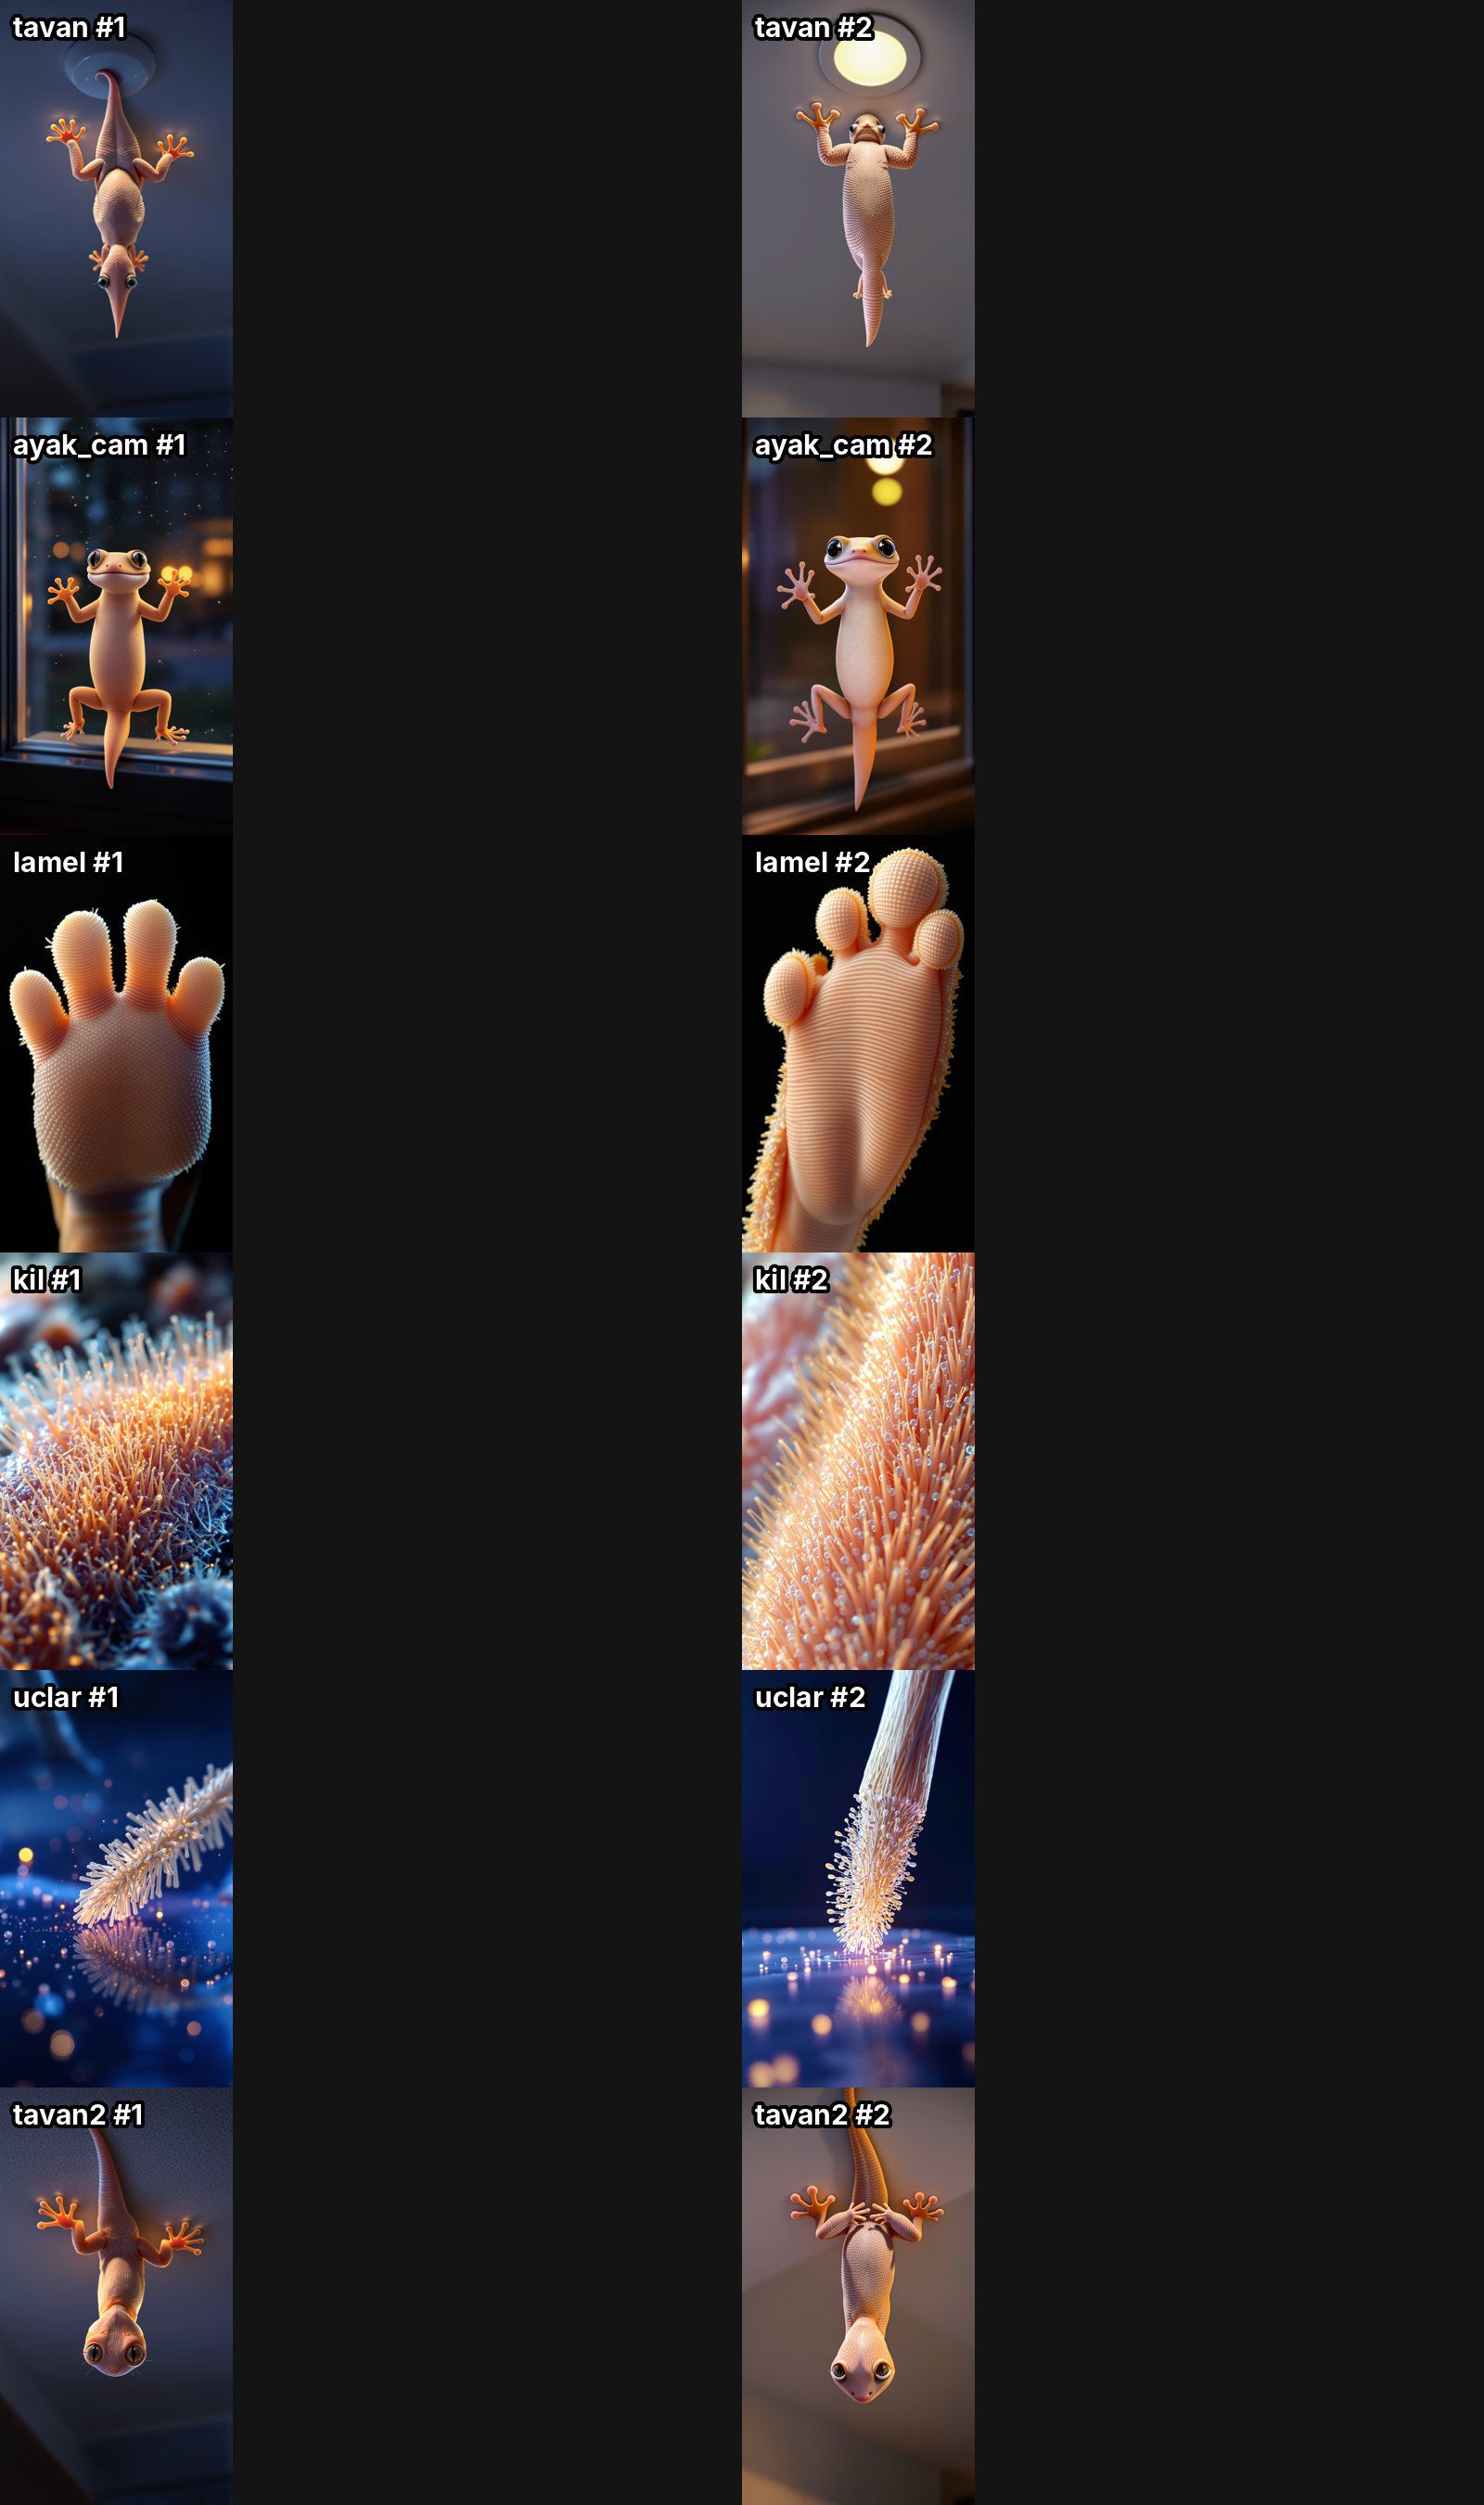 tavan #1
tavan #2
ayak_cam #1
ayak_cam #2
lamel #1
lamel #2
kil #1
kil #2
uclar #1
uclar #2
tavan2 #1
tavan2 #2